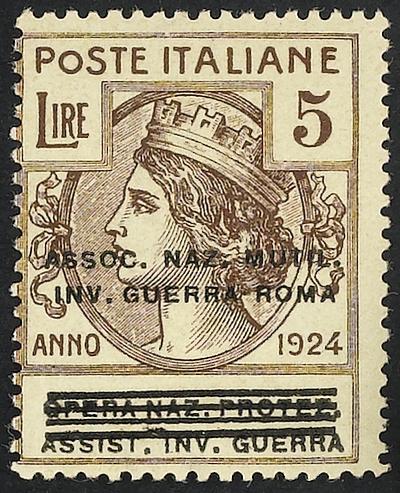 POSTE ITALIANE
LIRE 5
ASSOC. NAZ. MUTIL.
INV. GUERRA-ROMA
ANNO 1924
OPERA NAZ. PROTEZ.
ASSIST. INV. GUERRA